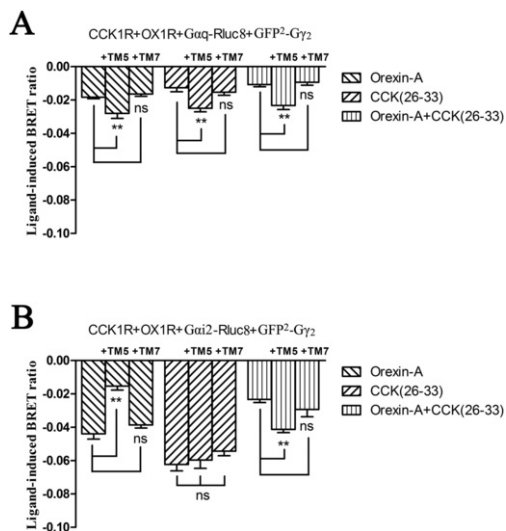 A
CCK1R+OX1R+Gαq-Rluc8+GFP²-Gγ₂
+TM5 +TM7 +TM5 +TM7 +TM5 +TM7
0.00
-0.02
-0.04
-0.06
-0.08
-0.10
Ligand-induced BRET ratio
** ns ** ns ** ns
Orexin-A
CCK(26-33)
Orexin-A+CCK(26-33)
B
CCK1R+OX1R+Gαi2-Rluc8+GFP²-Gγ₂
+TM5 +TM7 +TM5 +TM7 +TM5 +TM7
0.00
-0.02
-0.04
-0.06
-0.08
-0.10
Ligand-induced BRET ratio
** ns ns ** ns
Orexin-A
CCK(26-33)
Orexin-A+CCK(26-33)